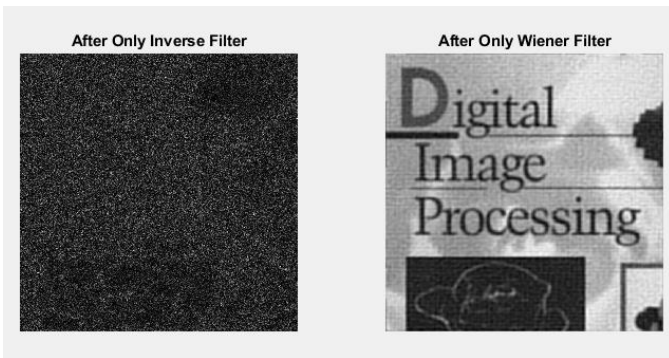 After Only Inverse Filter
After Only Wiener Filter
Digital
Image
Processing